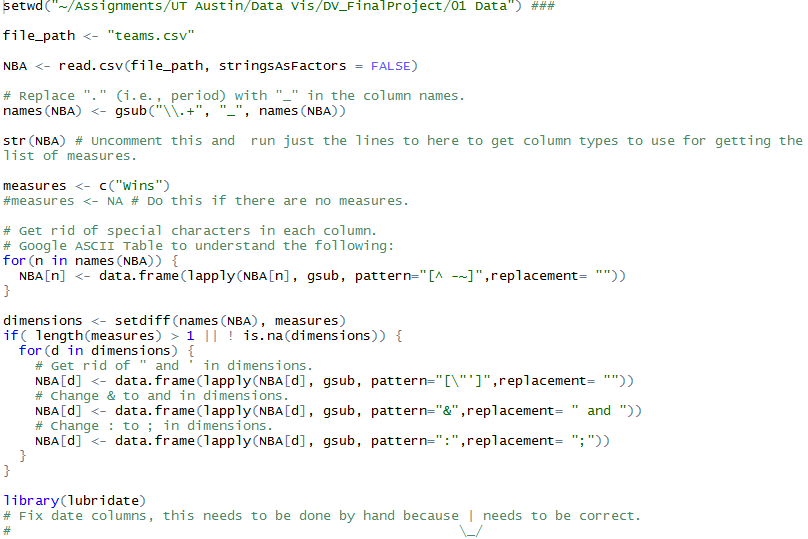 setwd("~/Assignments/UT Austin/Data Vis/DV_FinalProject/01 Data") ###
file_path <- "teams.csv"
NBA <- read.csv(file_path, stringsAsFactors = FALSE)
# Replace "." (i.e., period) with "_" in the column names.
names(NBA) <- gsub("\\.+", "_", names(NBA))
str(NBA) # Uncomment this and  run just the lines to here to get column types to use for getting the
list of measures.
measures <- c("wins")
#measures <- NA # Do this if there are no measures.
# Get rid of special characters in each column.
# Google ASCII Table to understand the following:
for(n in names(NBA)) {
  NBA[n] <- data.frame(lapply(NBA[n], gsub, pattern="[^ -~]",replacement= ""))
}
dimensions <- setdiff(names(NBA), measures)
if( length(measures) > 1 || ! is.na(dimensions)) {
  for(d in dimensions) {
    # Get rid of " and ' in dimensions.
    NBA[d] <- data.frame(lapply(NBA[d], gsub, pattern="[\"']",replacement= ""))
    # Change & to and in dimensions.
    NBA[d] <- data.frame(lapply(NBA[d], gsub, pattern="&",replacement= " and "))
    # Change : to ; in dimensions.
    NBA[d] <- data.frame(lapply(NBA[d], gsub, pattern=":",replacement= ";"))
  }
}
library(lubridate)
# Fix date columns, this needs to be done by hand because | needs to be correct.
#                                                        \_/